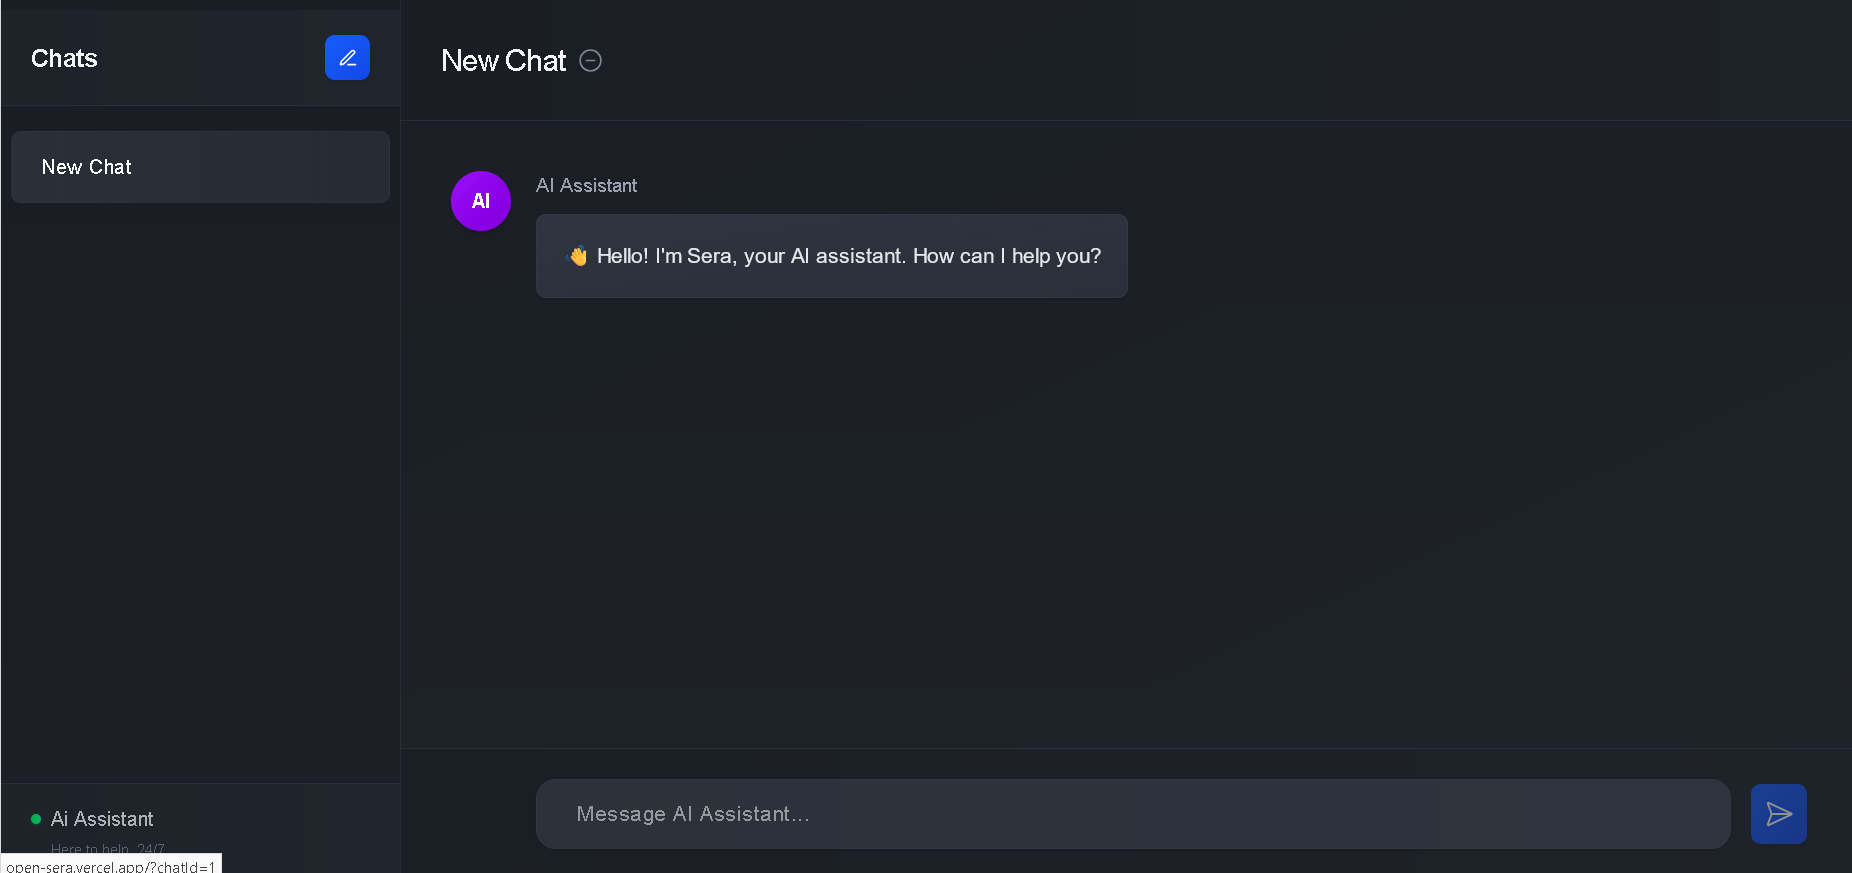 Chats
New Chat
New Chat
AI
AI Assistant
👋 Hello! I'm Sera, your AI assistant. How can I help you?
Message AI Assistant...
Ai Assistant
Here to help, 24/7
open-sera.vercel.app/?chatId=1